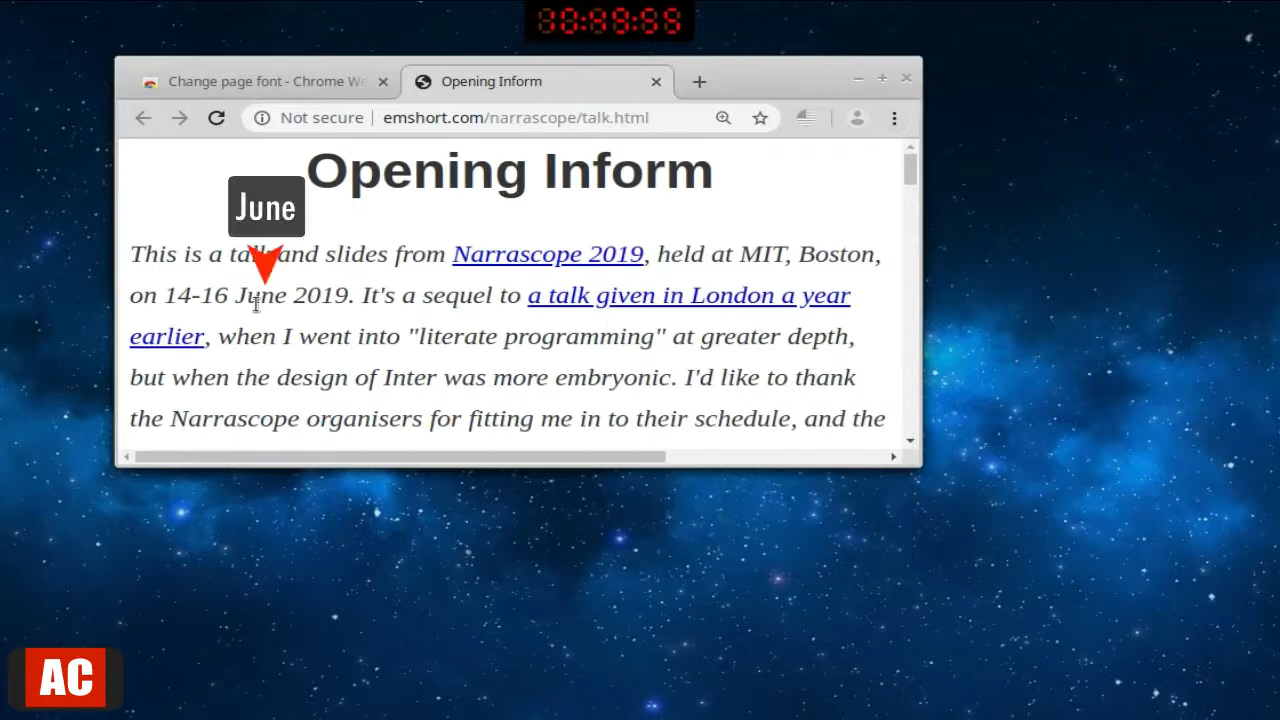 Change page font - Chrome We
Opening Inform
Not secure
emshort.com/narrascope/talk.html
Opening Inform
June
This is a talk and slides from Narrascope 2019, held at MIT, Boston,
on 14-16 June 2019. It's a sequel to a talk given in London a year
earlier, when I went into "literate programming" at greater depth,
but when the design of Inter was more embryonic. I'd like to thank
the Narrascope organisers for fitting me in to their schedule, and the
AC